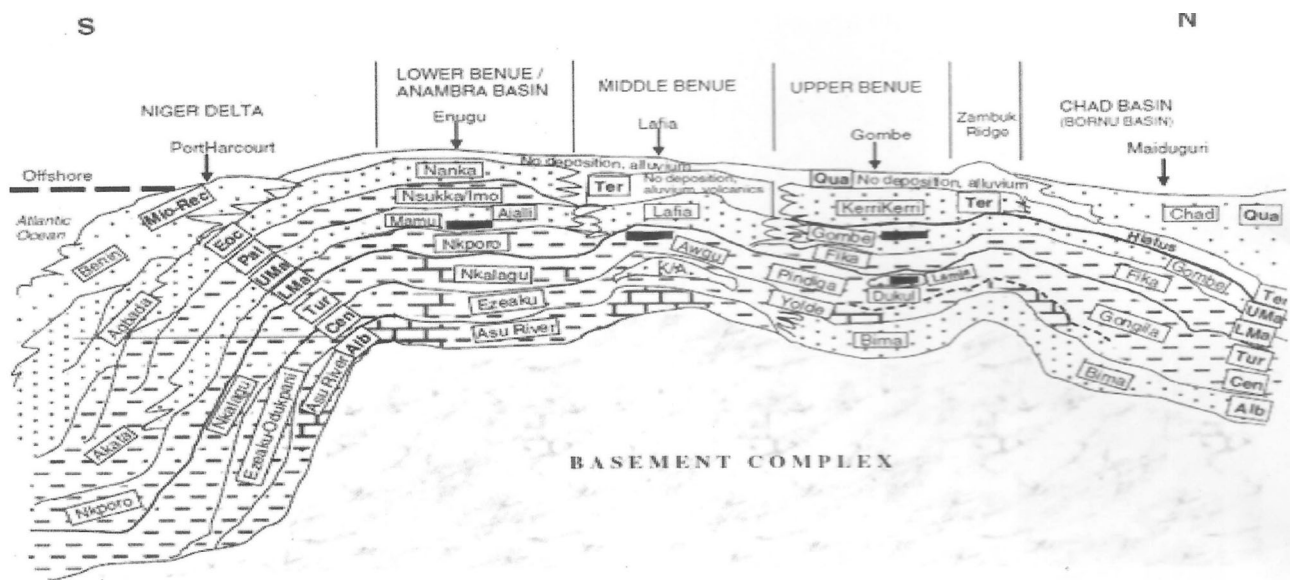 S
N
LOWER BENUE /
ANAMBRA BASIN
MIDDLE BENUE
UPPER BENUE
Zambuk
Ridge
CHAD BASIN
(BORNU BASIN)
NIGER DELTA
Enugu
Lafia
Gombe
Maiduguri
PortHarcourt
Offshore
Atlantic
Ocean
No deposition, alluvium
Nanka
Ter
No deposition,
aluvium, volcanics
Qua
No deposition, alluvium
Mio-Rec
Nsukka/Imo
KerriKerri
Ter
Chad
Qua
Mamu
Ajalli
Lafia
Gombe
Hiatus
Benin
Eoc
Pal
UMa
LMa
Tur
Cen
Alb
Nkporo
Awgu
Fika
Fika
Gombe
Ter
UMa
LMa
Tur
Cen
Alb
Nkalagu
K/A
Pindiga
Lamja
Dukul
Agbada
Ezeaku
Yolde
Gongila
Asu River
Bima
Bima
Asu River
Nkalagu
Ezeaku/Odukpani
Akata
Nkporo
BASEMENT COMPLEX